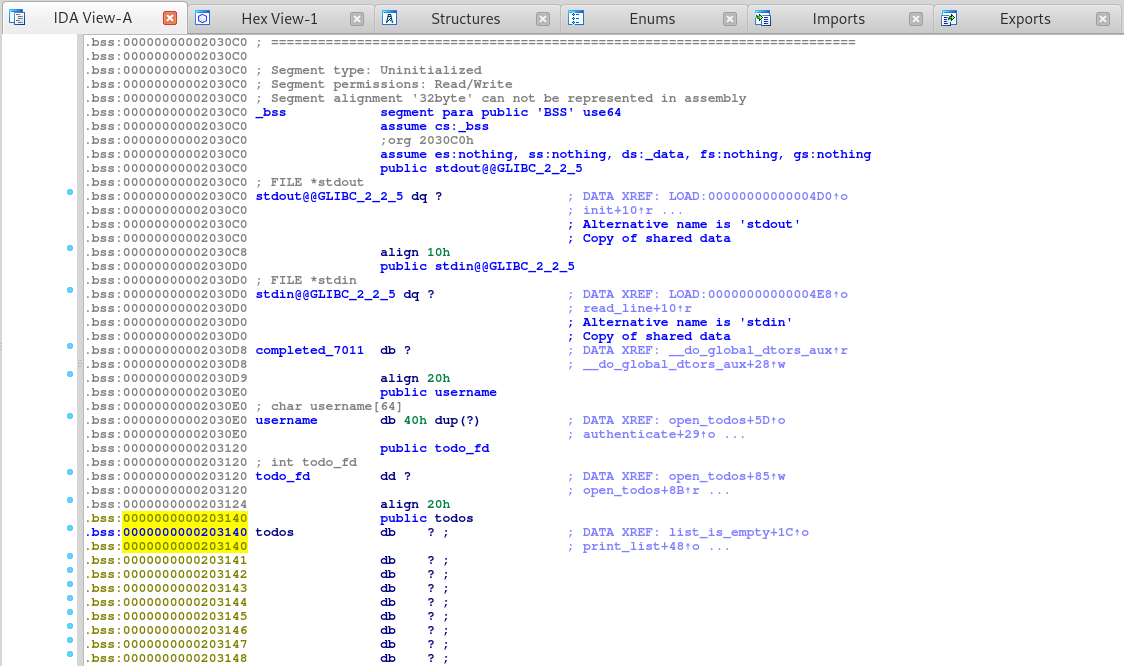 IDA View-A Hex View-1 Structures Enums Imports Exports
.bss:00000000002030C0 ; ===========================================================================
.bss:00000000002030C0
.bss:00000000002030C0 ; Segment type: Uninitialized
.bss:00000000002030C0 ; Segment permissions: Read/Write
.bss:00000000002030C0 ; Segment alignment '32byte' can not be represented in assembly
.bss:00000000002030C0 _bss segment para public 'BSS' use64
.bss:00000000002030C0 assume cs:_bss
.bss:00000000002030C0 ;org 2030C0h
.bss:00000000002030C0 assume es:nothing, ss:nothing, ds:_data, fs:nothing, gs:nothing
.bss:00000000002030C0 public stdout@@GLIBC_2_2_5
.bss:00000000002030C0 ; FILE *stdout
.bss:00000000002030C0 stdout@@GLIBC_2_2_5 dq ? ; DATA XREF: LOAD:00000000000004D0↑o
.bss:00000000002030C0 ; init+10↑r ...
.bss:00000000002030C0 ; Alternative name is 'stdout'
.bss:00000000002030C0 ; Copy of shared data
.bss:00000000002030C8 align 10h
.bss:00000000002030D0 public stdin@@GLIBC_2_2_5
.bss:00000000002030D0 ; FILE *stdin
.bss:00000000002030D0 stdin@@GLIBC_2_2_5 dq ? ; DATA XREF: LOAD:00000000000004E8↑o
.bss:00000000002030D0 ; read_line+10↑r
.bss:00000000002030D0 ; Alternative name is 'stdin'
.bss:00000000002030D0 ; Copy of shared data
.bss:00000000002030D8 completed_7011 db ? ; DATA XREF: __do_global_dtors_aux↑r
.bss:00000000002030D8 ; __do_global_dtors_aux+28↑w
.bss:00000000002030D9 align 20h
.bss:00000000002030E0 public username
.bss:00000000002030E0 ; char username[64]
.bss:00000000002030E0 username db 40h dup(?) ; DATA XREF: open_todos+5D↑o
.bss:00000000002030E0 ; authenticate+29↑o ...
.bss:0000000000203120 public todo_fd
.bss:0000000000203120 ; int todo_fd
.bss:0000000000203120 todo_fd dd ? ; DATA XREF: open_todos+85↑w
.bss:0000000000203120 ; open_todos+8B↑r ...
.bss:0000000000203124 align 20h
.bss:0000000000203140 public todos
.bss:0000000000203140 todos db ? ; ; DATA XREF: list_is_empty+1C↑o
.bss:0000000000203140 ; print_list+48↑o ...
.bss:0000000000203141 db ? ;
.bss:0000000000203142 db ? ;
.bss:0000000000203143 db ? ;
.bss:0000000000203144 db ? ;
.bss:0000000000203145 db ? ;
.bss:0000000000203146 db ? ;
.bss:0000000000203147 db ? ;
.bss:0000000000203148 db ? ;